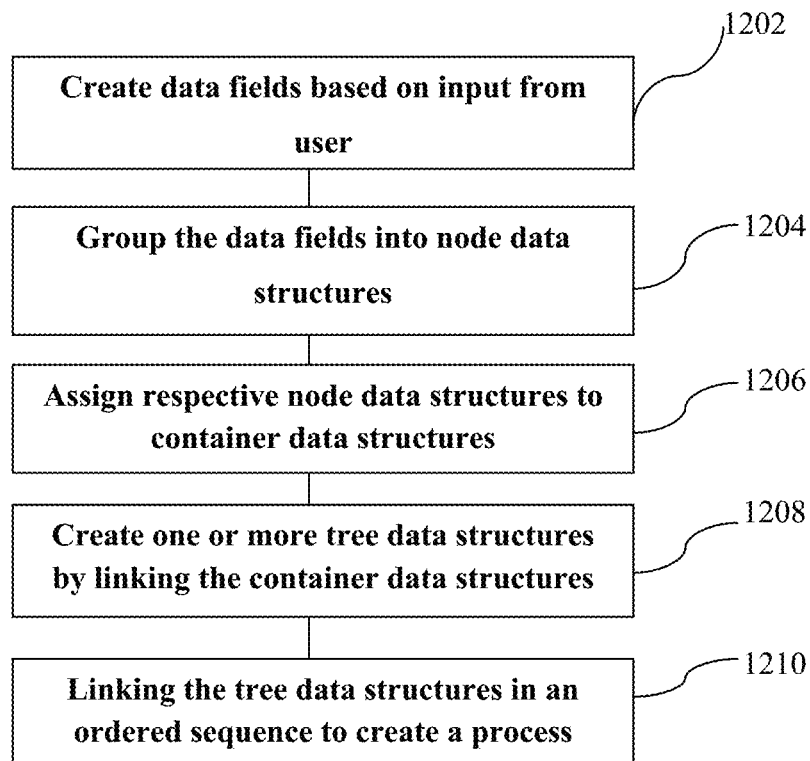 1202
Create data fields based on input from
user
1204
Group the data fields into node data
structures
1206
Assign respective node data structures to
container data structures
1208
Create one or more tree data structures
by linking the container data structures
1210
Linking the tree data structures in an
ordered sequence to create a process